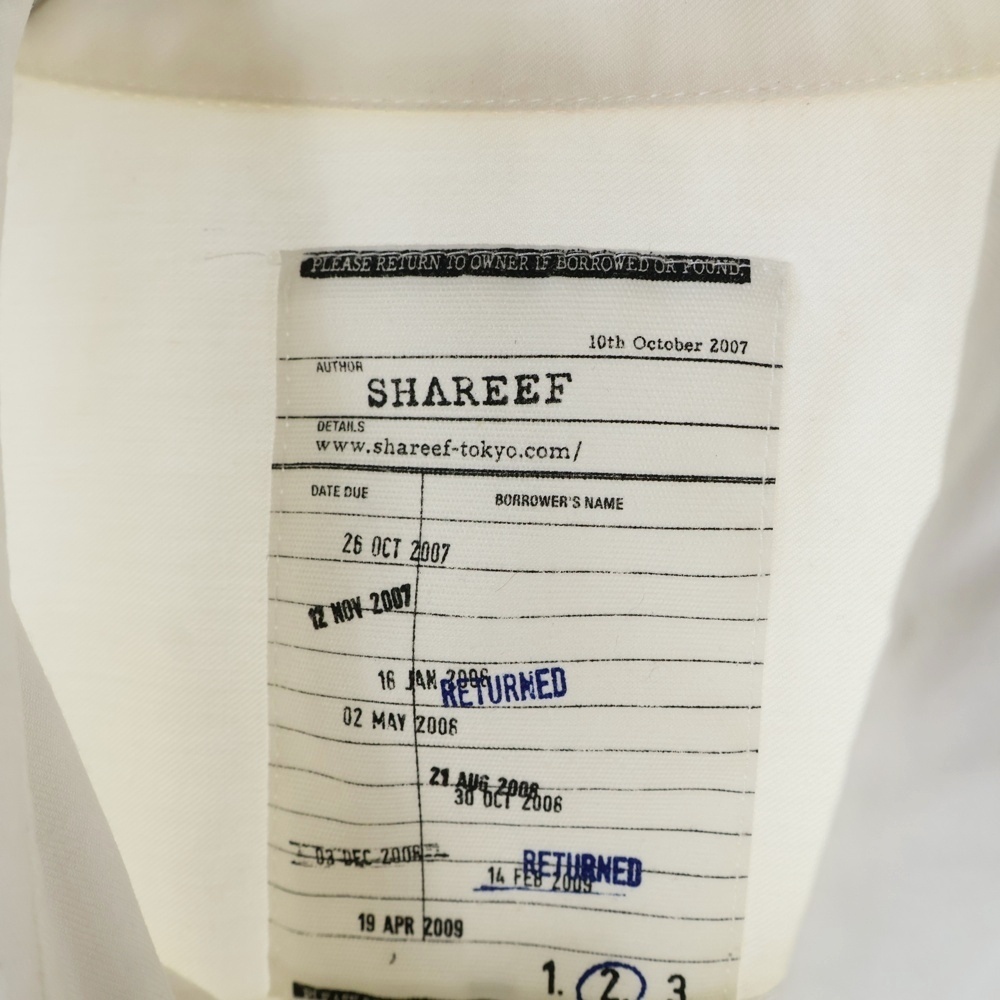 PLEASE RETURN TO OWNER IF BORROWED OR FOUND.
10th October 2007
AUTHOR
SHAREEF
DETAILS
www.shareef-tokyo.com/
DATE DUE BORROWER'S NAME
26 OCT 2007
12 NOV 2007
16 JAN 2008
RETURNED
02 MAY 2008
21 AUG 2008
30 OCT 2008
03 DEC 2008
RETURNED
14 FEB 2009
19 APR 2009
1. 2. 3